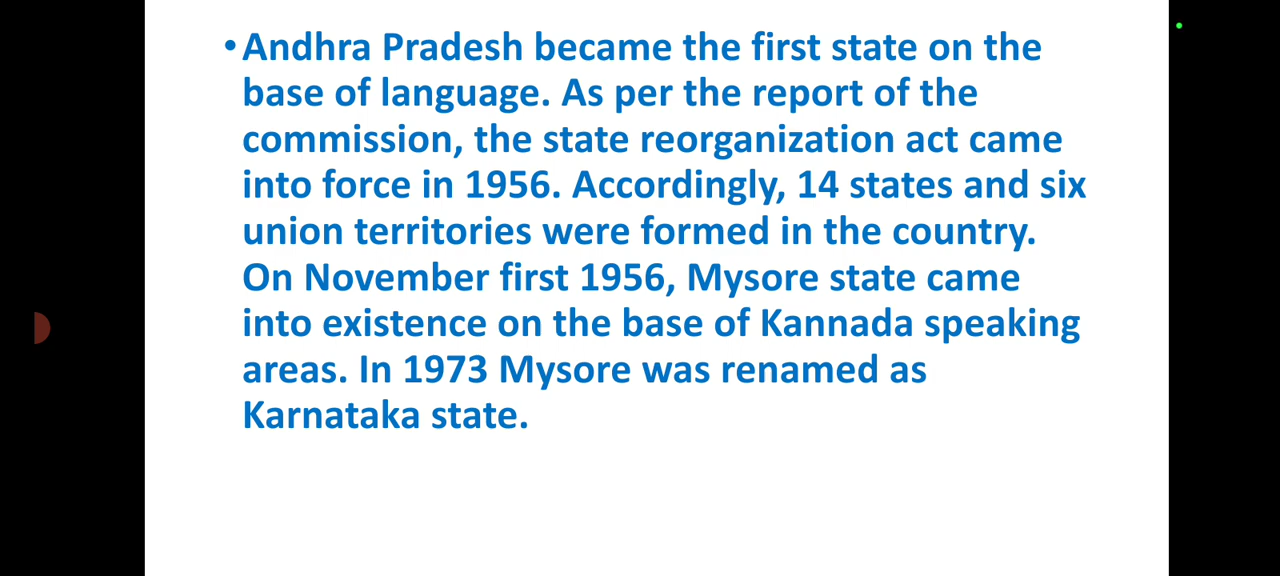 • Andhra Pradesh became the first state on the
base of language. As per the report of the
commission, the state reorganization act came
into force in 1956. Accordingly, 14 states and six
union territories were formed in the country.
On November first 1956, Mysore state came
into existence on the base of Kannada speaking
areas. In 1973 Mysore was renamed as
Karnataka state.